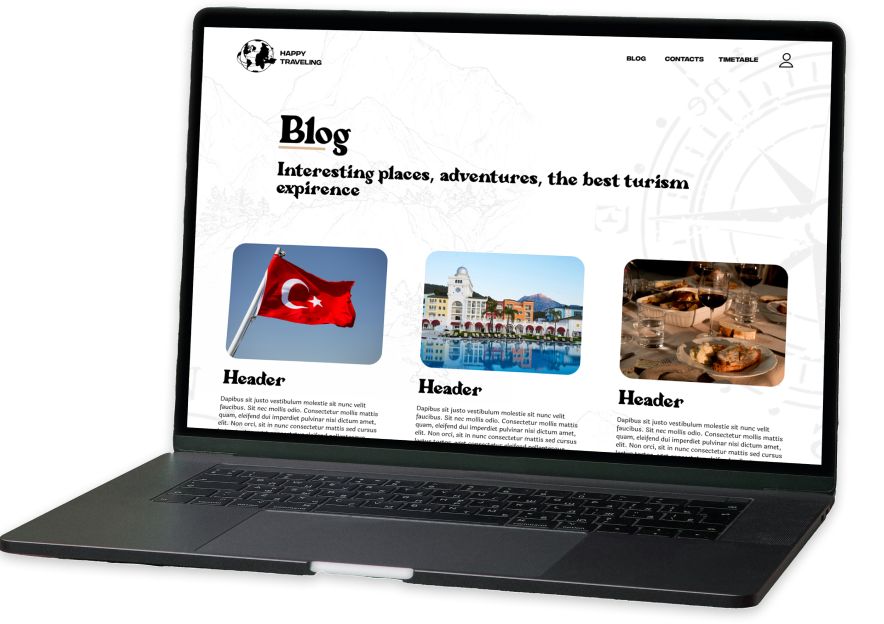 HAPPY
TRAVELING
BLOG CONTACTS TIMETABLE
Blog
Interesting places, adventures, the best turism
expirence
Header
Dapibus sit justo vestibulum molestie sit nunc velit
faucibus. Sit nec mollis odio. Consectetur mollis mattis
quam, eleifend dui imperdiet pulvinar nisi dictum amet,
elit. Non orci, sit in nunc consectetur mattis sed cursus
Header
Dapibus sit justo vestibulum molestie sit nunc velit
faucibus. Sit nec mollis odio. Consectetur mollis mattis
quam, eleifend dui imperdiet pulvinar nisi dictum amet,
elit. Non orci, sit in nunc consectetur mattis sed cursus
Header
Dapibus sit justo vestibulum molestie sit nunc velit
faucibus. Sit nec mollis odio. Consectetur mollis mattis
quam, eleifend dui imperdiet pulvinar nisi dictum amet,
elit. Non orci, sit in nunc consectetur mattis sed cursus